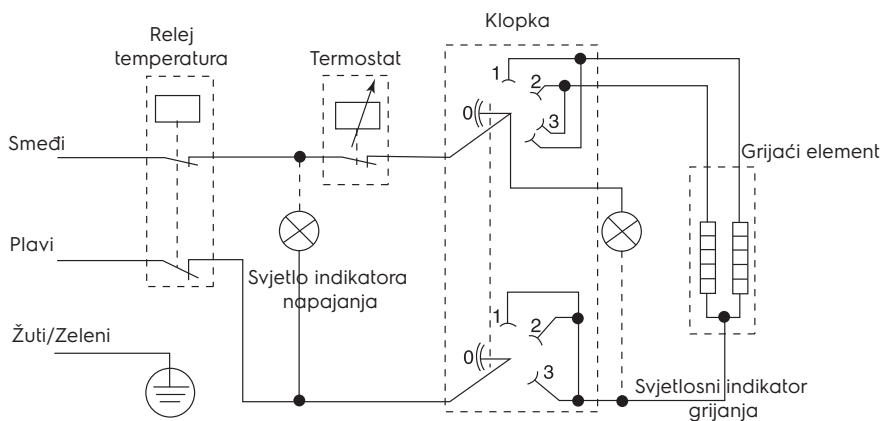 Klopka
Relej
temperatura
Termostat
1
2
0
3
Smeđi
Grijaći element
Plavi
Svjetlo indikatora
napajanja
1
2
0
3
Žuti/Zeleni
Svjetlosni indikator
grijanja